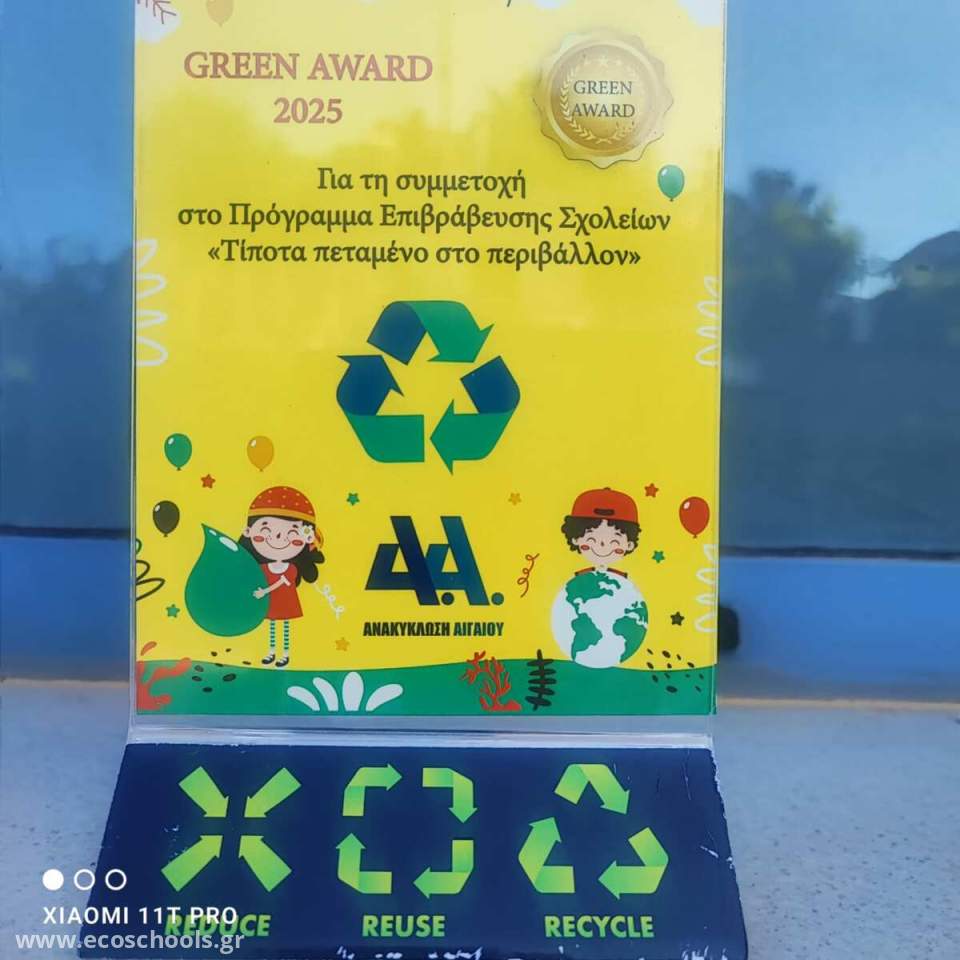 GREEN AWARD
2025
GREEN
AWARD
Για τη συμμετοχή
στο Πρόγραμμα Επιβράβευσης Σχολείων
«Τίποτα πεταμένο στο περιβάλλον»
A.A.
ΑΝΑΚΥΚΛΩΣΗ ΑΙΓΑΙΟΥ
REDUCE
REUSE
RECYCLE
XIAOMI 11T PRO
www.ecoschools.gr